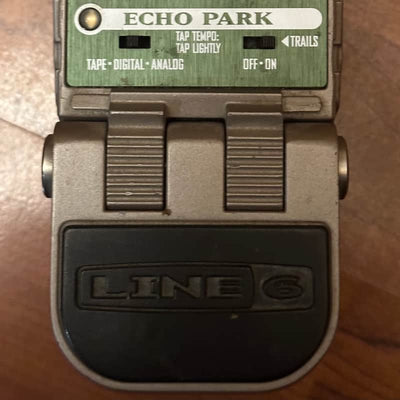 ECHO PARK
TAP TEMPO:
TAP LIGHTLY
◀TRAILS
TAPE • DIGITAL • ANALOG
OFF • ON
LINE 6